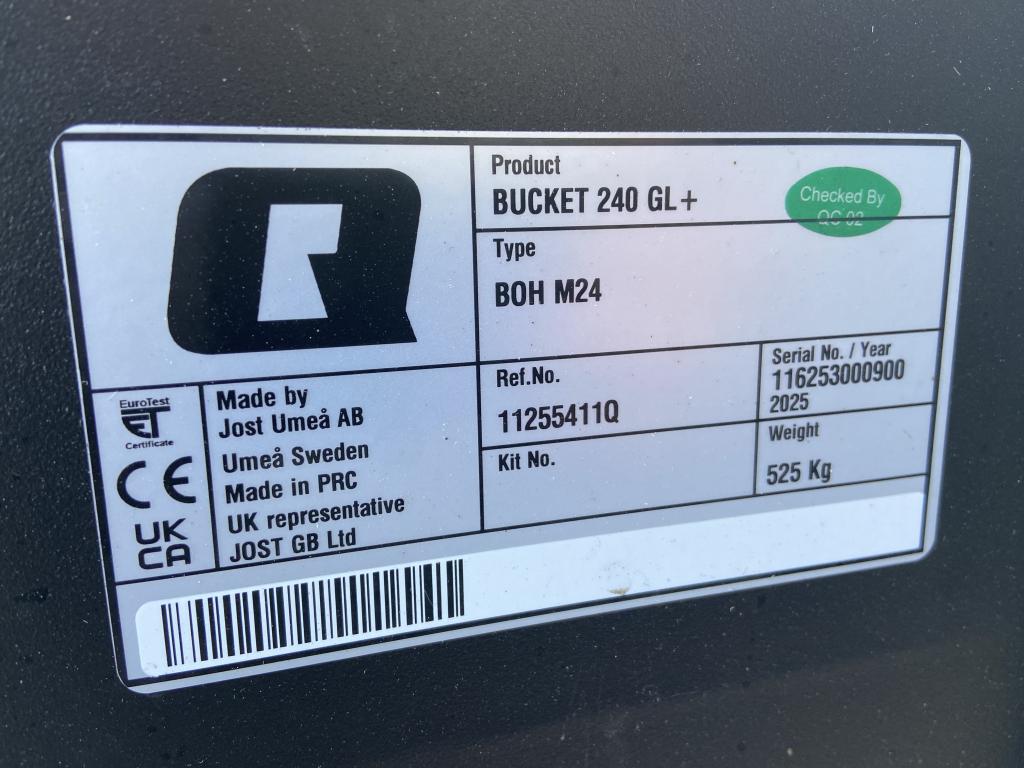 Product
BUCKET 240 GL+
Checked By
QC 02
Type
BOH M24
Ref.No.
11255411Q
Serial No. / Year
116253000900
2025
Kit No.
Weight
525 Kg
EuroTest
ET
Certificate
CE
UK
CA
Made by
Jost Umeå AB
Umeå Sweden
Made in PRC
UK representative
JOST GB Ltd